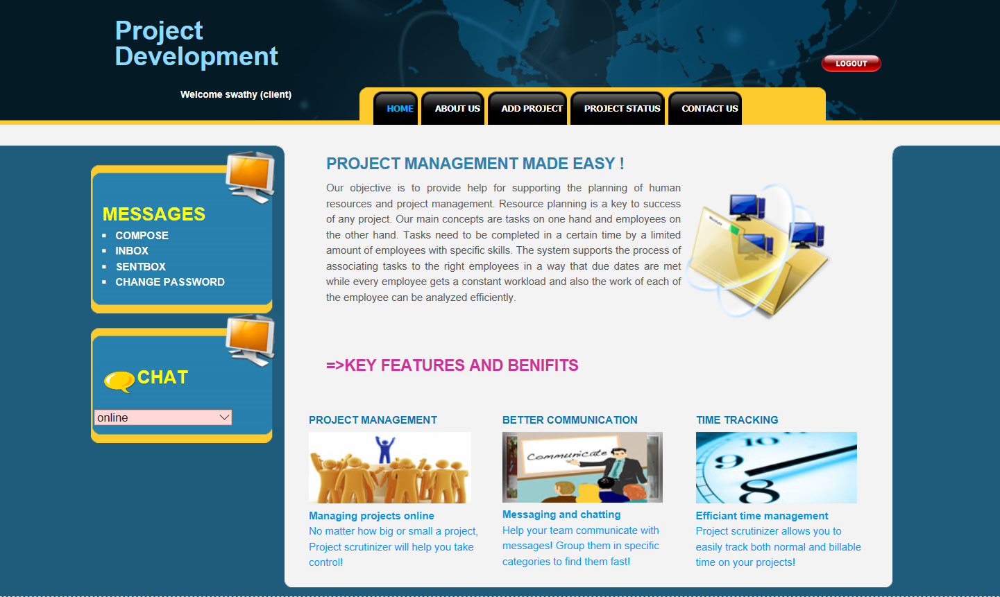 Project
Development
LOGOUT
Welcome swathy (client)
HOME ABOUT US ADD PROJECT PROJECT STATUS CONTACT US
MESSAGES
COMPOSE
INBOX
SENTBOX
CHANGE PASSWORD
CHAT
online
PROJECT MANAGEMENT MADE EASY !
Our objective is to provide help for supporting the planning of human
resources and project management. Resource planning is a key to success
of any project. Our main concepts are tasks on one hand and employees on
the other hand. Tasks need to be completed in a certain time by a limited
amount of employees with specific skills. The system supports the process of
associating tasks to the right employees in a way that due dates are met
while every employee gets a constant workload and also the work of each of
the employee can be analyzed efficiently.
=>KEY FEATURES AND BENIFITS
PROJECT MANAGEMENT
Managing projects online
No matter how big or small a project,
Project scrutinizer will help you take
control!
BETTER COMMUNICATION
Communicate
Messaging and chatting
Help your team communicate with
messages! Group them in specific
categories to find them fast!
TIME TRACKING
10
9
8
Efficiant time management
Project scrutinizer allows you to
easily track both normal and billable
time on your projects!